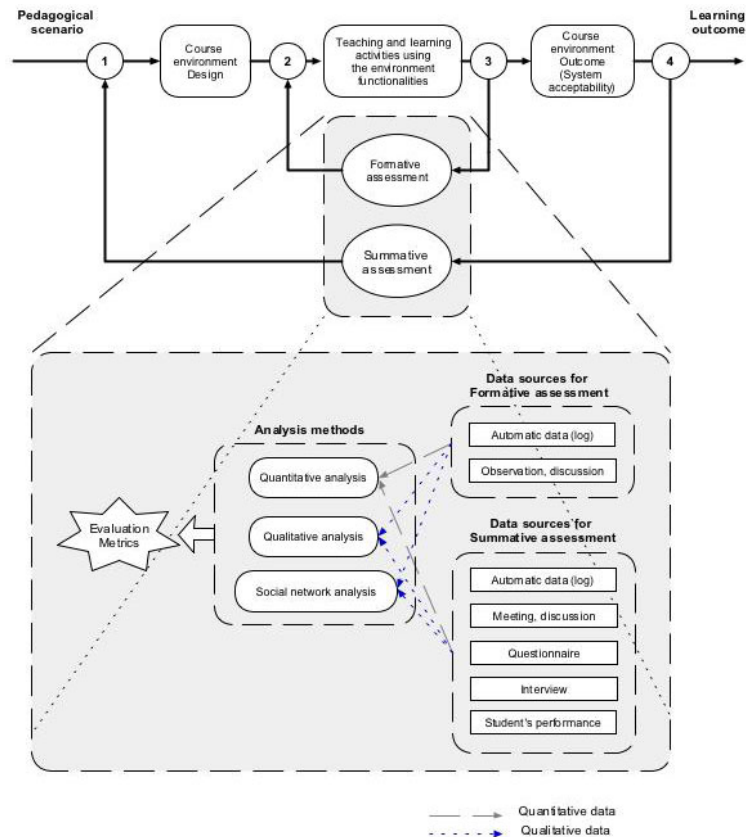 Pedagogical
scenario
Learning
outcome
1
Course
environment
Design
2
Teaching and learning
activities using
the environment
functionalities
3
Course
environment
Outcome
(System
acceptability)
4
Formative
assessment
Summative
assessment
Data sources for
Formative assessment
Automatic data (log)
Observation, discussion
Analysis methods
Quantitative analysis
Qualitative analysis
Social network analysis
Evaluation
Metrics
Data sources for
Summative assessment
Automatic data (log)
Meeting, discussion
Questionnaire
Interview
Student's performance
Quantitative data
Qualitative data